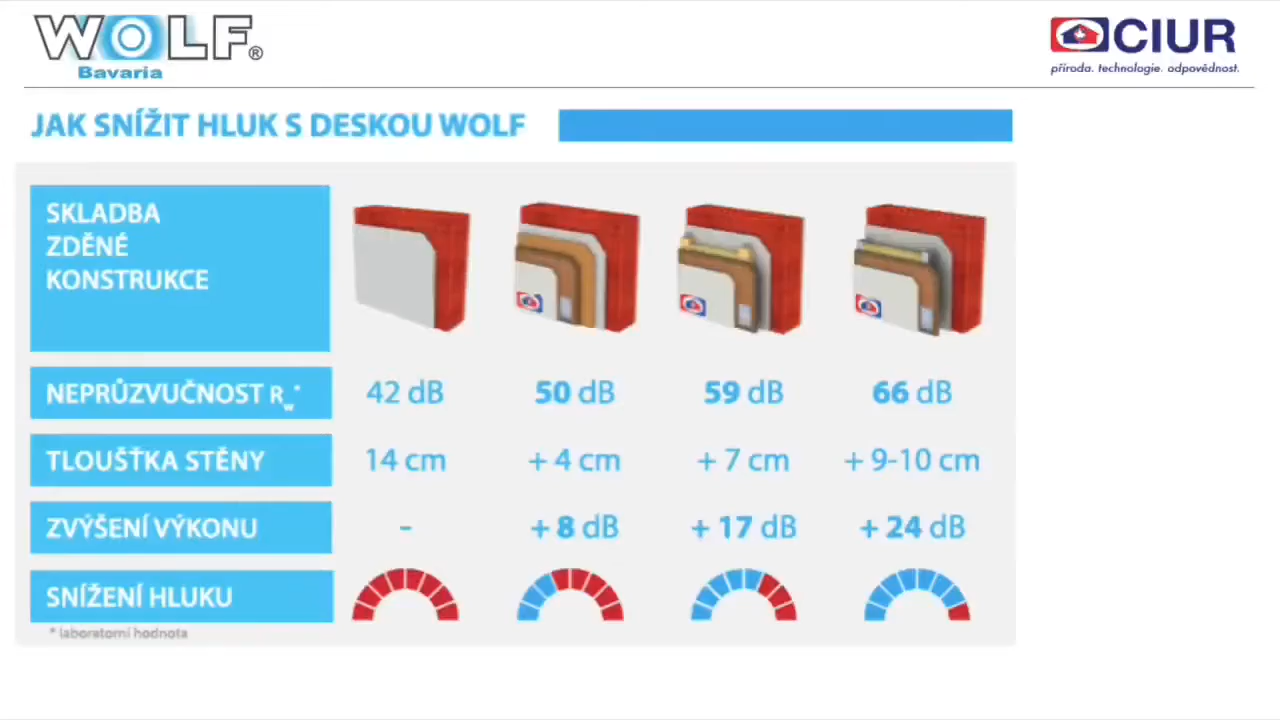 WOLF®
Bavaria
CIUR
příroda. technologie. odpovědnost.
JAK SNÍŽIT HLUK S DESKOU WOLF
SKLADBA
ZDĚNÉ
KONSTRUKCE
NEPRŮZVUČNOST Rw* 42 dB 50 dB 59 dB 66 dB
TLOUŠŤKA STĚNY 14 cm + 4 cm + 7 cm + 9-10 cm
ZVÝŠENÍ VÝKONU - + 8 dB + 17 dB + 24 dB
SNÍŽENÍ HLUKU
* laboratorní hodnota